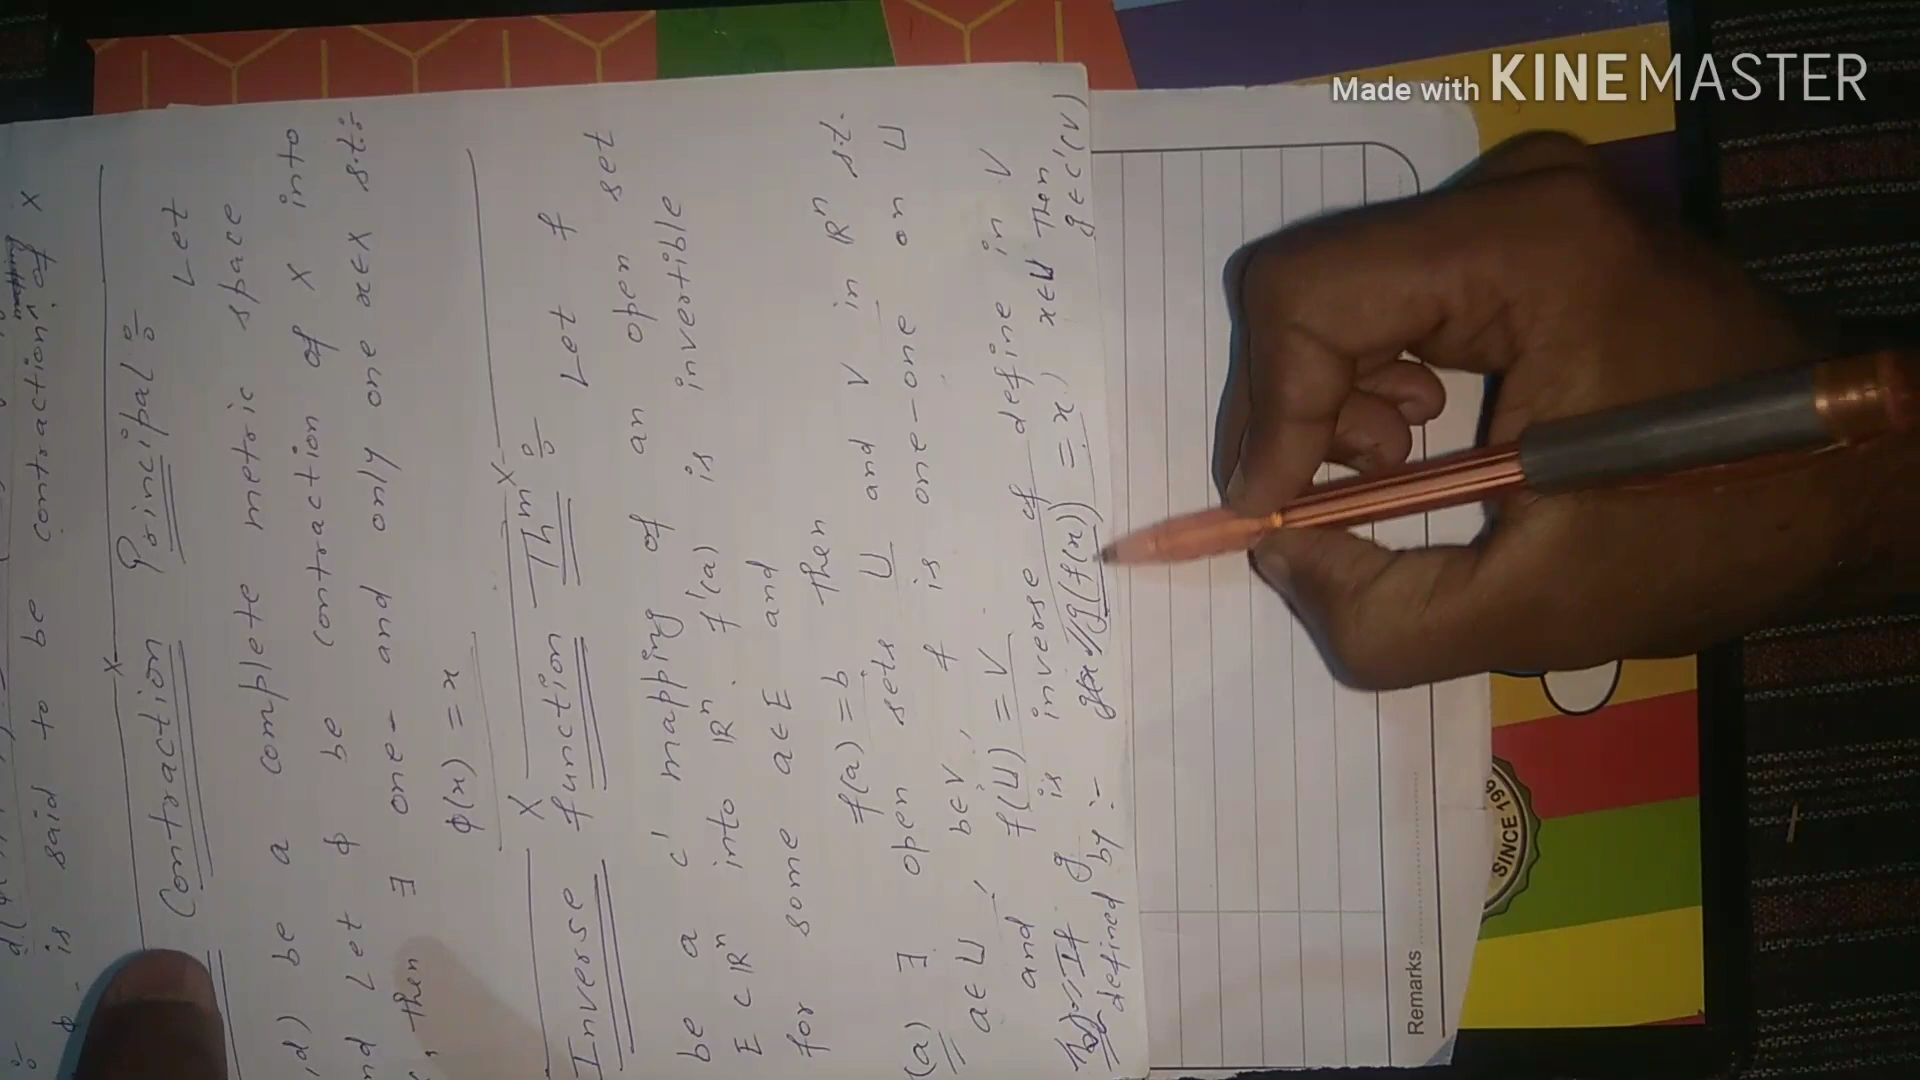 d(
φ is said to be contraction of X
Contraction Principal :
Let
, d) be a complete metric space
nd Let φ be contraction of X into
, then ∃ one- and only one x∈X s.t.:
φ(x) = x
X X X
Inverse function Thm : Let f
be a c' mapping of an open set
E ⊂ ℝⁿ into ℝⁿ. f'(a) is invertible
for some a∈E and
f(a) = b Then
(a) ∃ open sets U and V in ℝⁿ s.t.
a∈U, b∈V, f is one-one on U
and f(U) = V.
(b) If g is inverse of f define in V
defined by :- g(f(x)) = x, x∈U Then
g∈c'(V)
Made with KINEMASTER
SINCE 196
Remarks